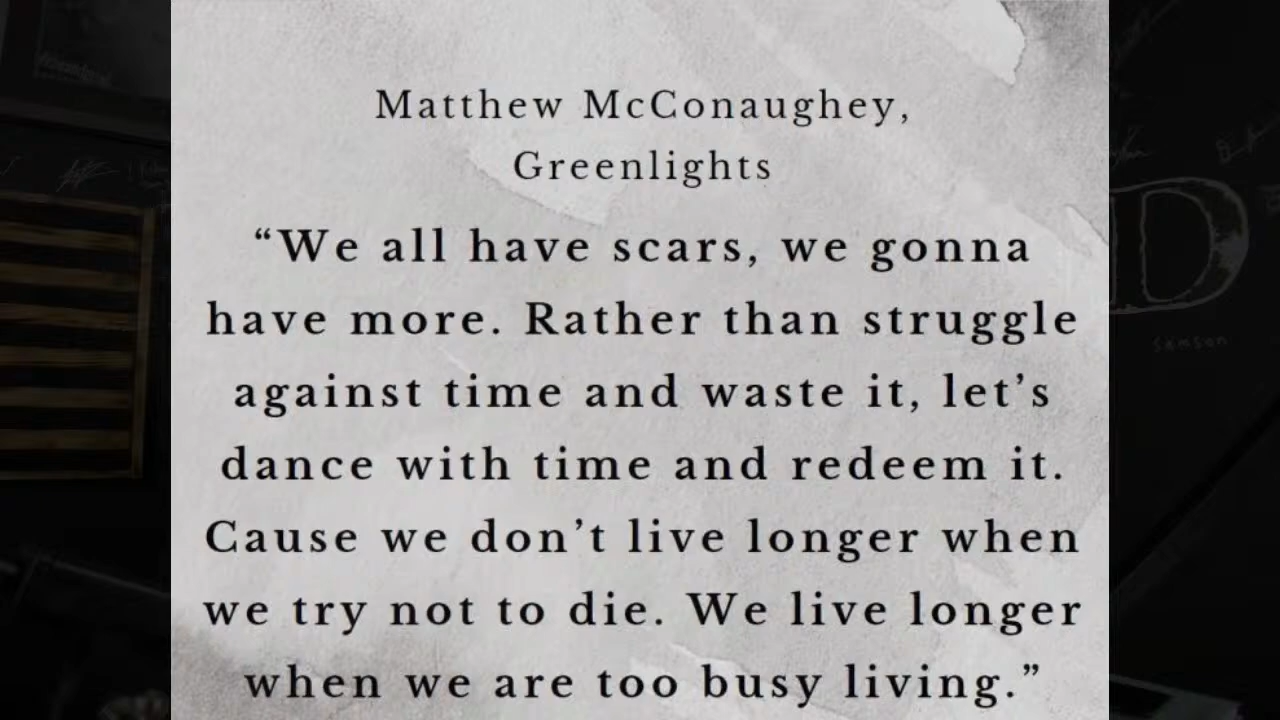 Matthew McConaughey,
Greenlights
“We all have scars, we gonna
have more. Rather than struggle
against time and waste it, let’s
dance with time and redeem it.
Cause we don’t live longer when
we try not to die. We live longer
when we are too busy living.”
D
Samson